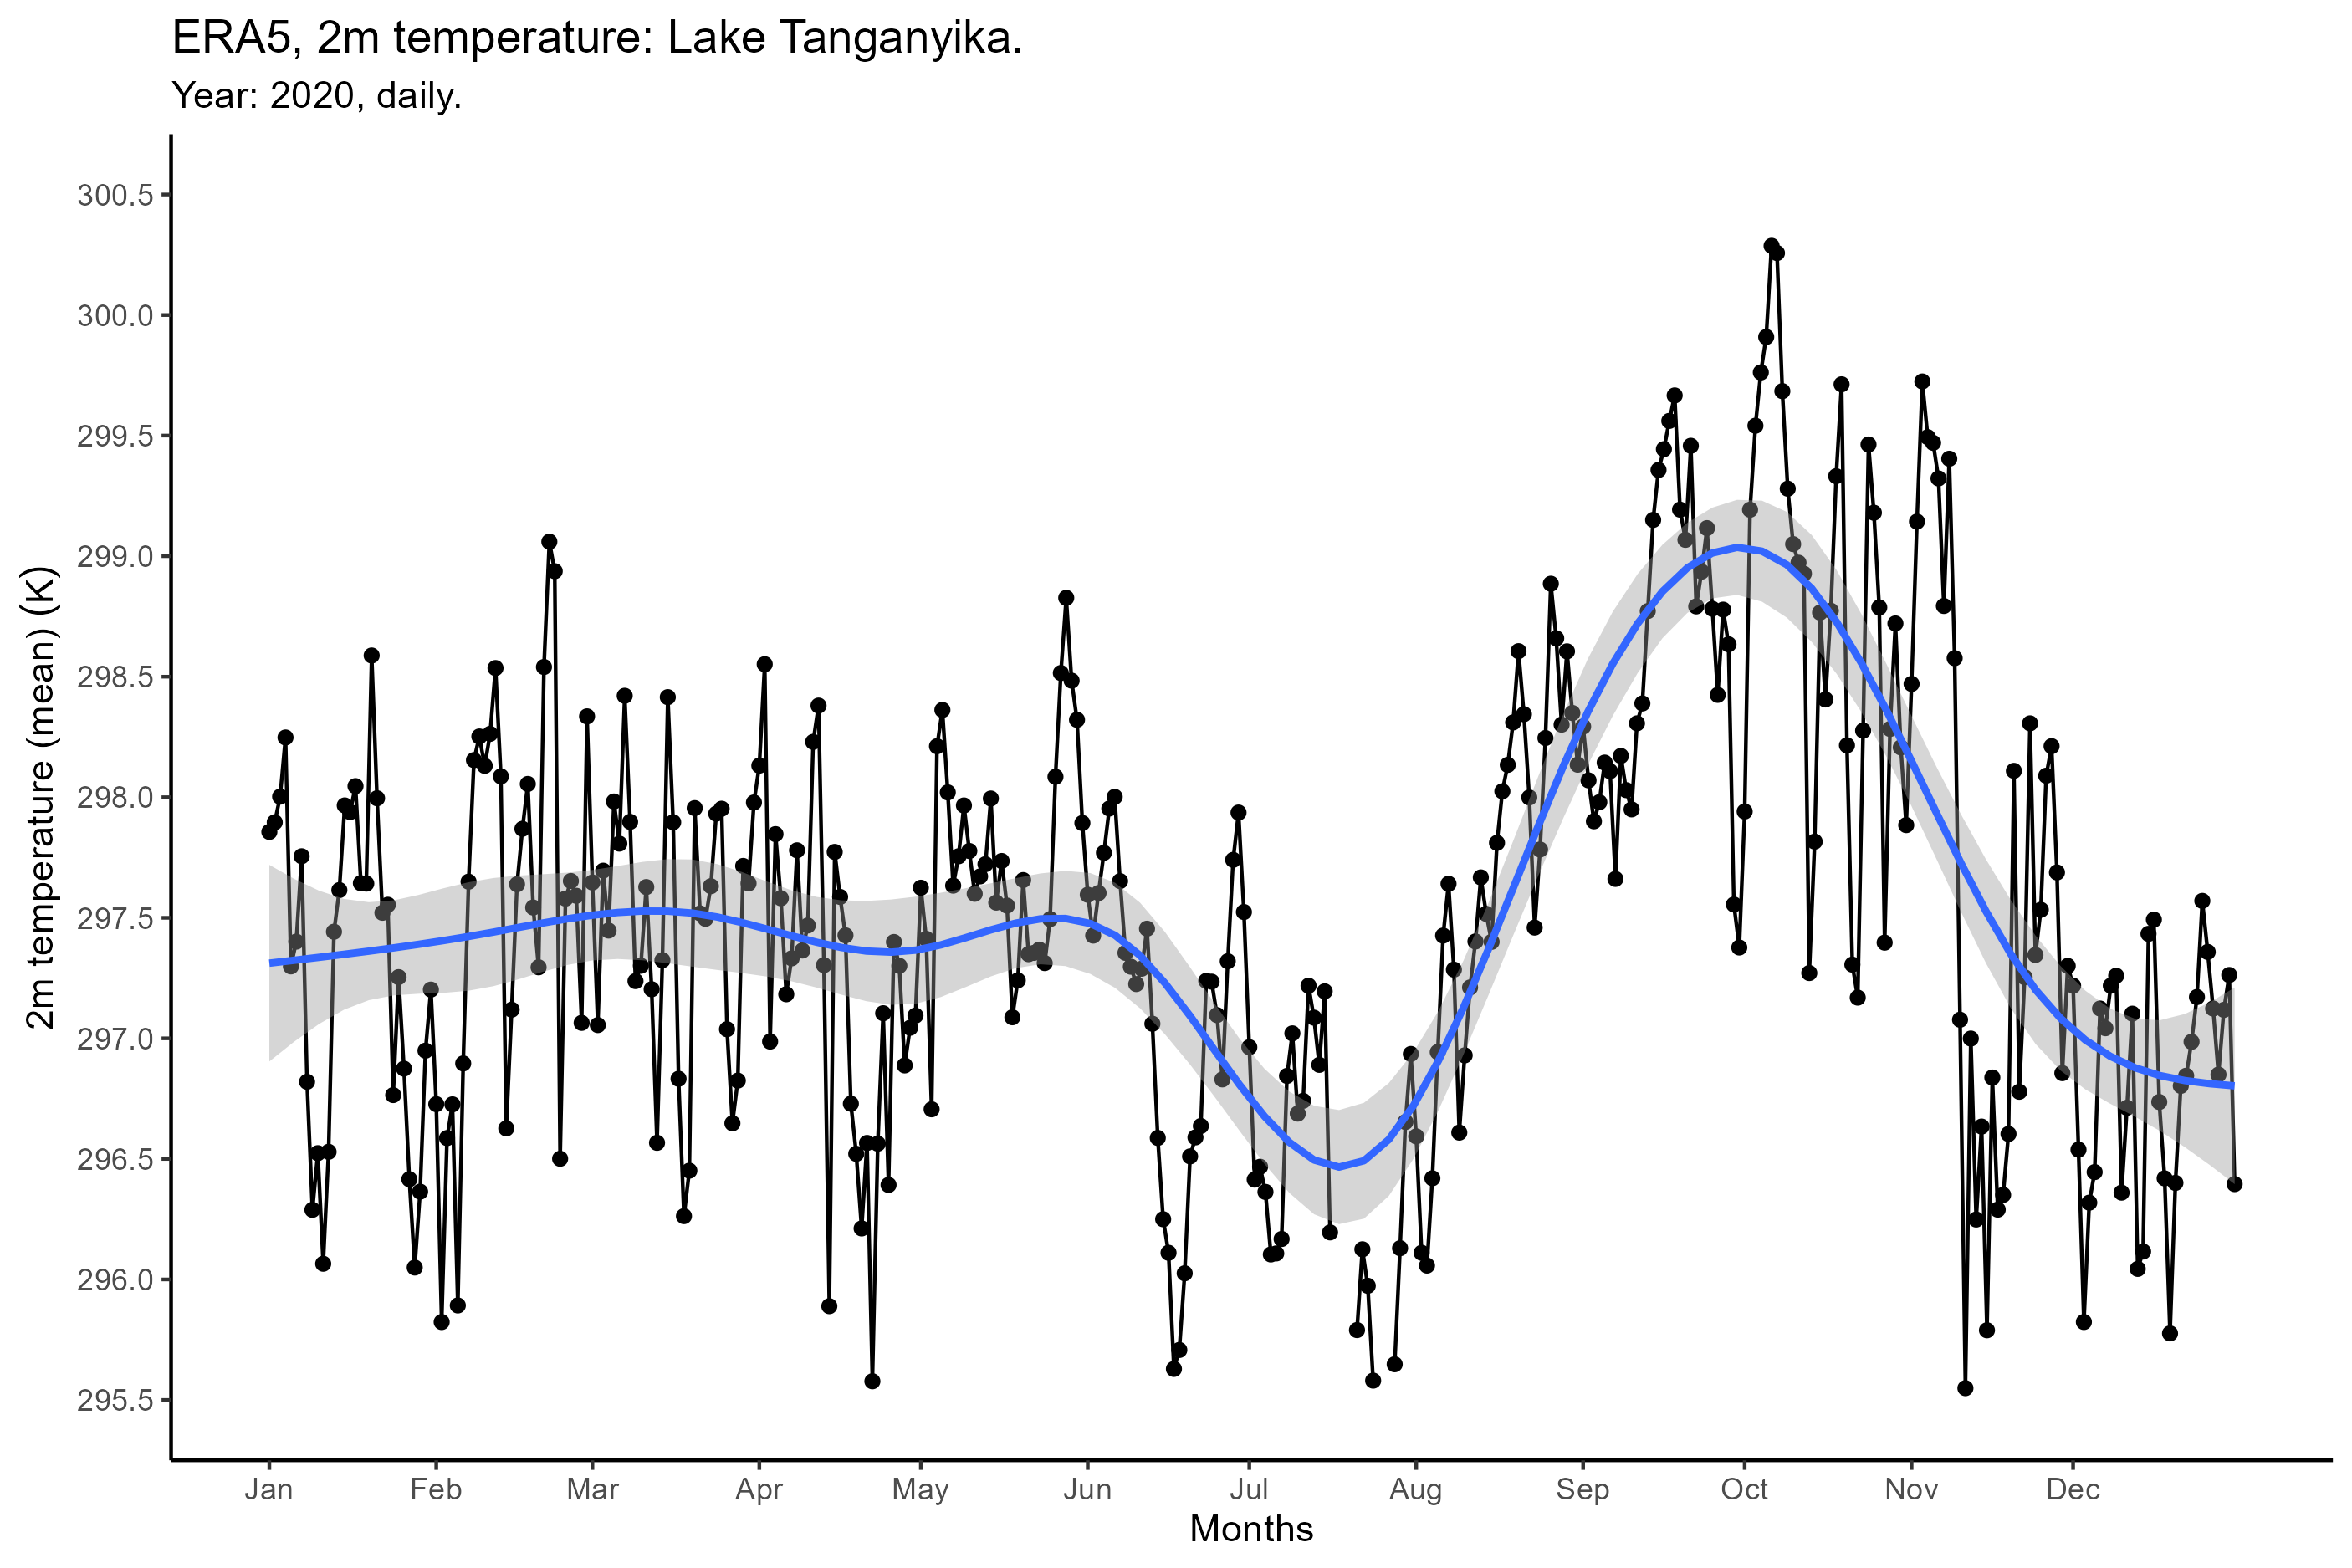 ERA5, 2m temperature: Lake Tanganyika.
Year: 2020, daily.
2m temperature (mean) (K)
300.5
300.0
299.5
299.0
298.5
298.0
297.5
297.0
296.5
296.0
295.5
Jan Feb Mar Apr May Jun Jul Aug Sep Oct Nov Dec
Months